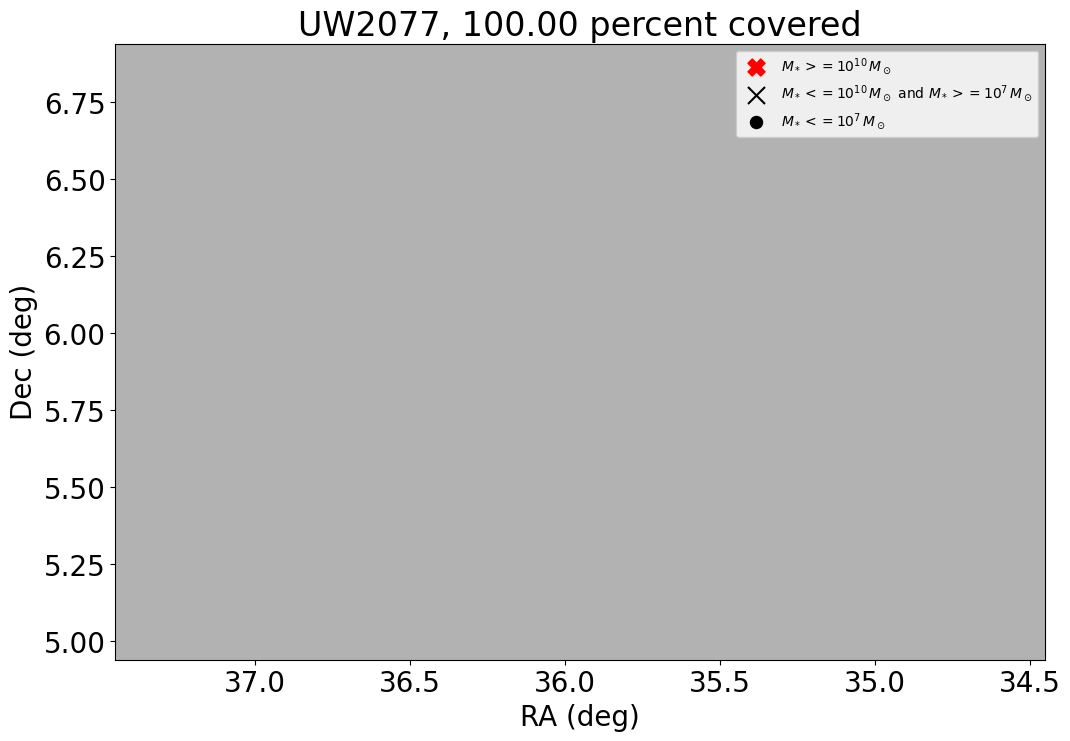 UW2077, 100.00 percent covered
M* >= 10^10 M⊙
M* <= 10^10 M⊙ and M* >= 10^7 M⊙
M* <= 10^7 M⊙
6.75
6.50
6.25
6.00
5.75
5.50
5.25
5.00
Dec (deg)
37.0 36.5 36.0 35.5 35.0 34.5
RA (deg)